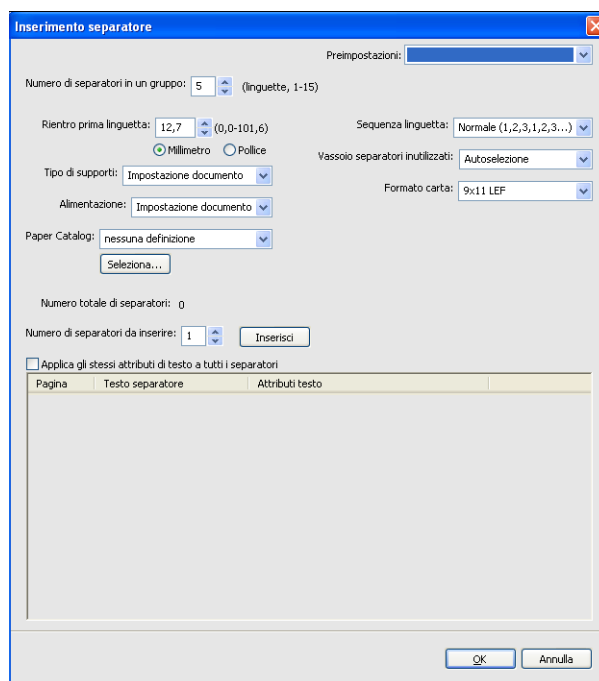 Inserimento separatore
Preimpostazioni:
Numero di separatori in un gruppo: 5 (linguette, 1-15)
Rientro prima linguetta: 12,7 (0,0-101,6)
Sequenza linguetta: Normale (1,2,3,1,2,3...)
Millimetro Pollice
Vassoio separatori inutilizzati: Autoselezione
Tipo di supporti: Impostazione documento
Formato carta: 9x11 LEF
Alimentazione: Impostazione documento
Paper Catalog: nessuna definizione
Seleziona...
Numero totale di separatori: 0
Numero di separatori da inserire: 1 Inserisci
Applica gli stessi attributi di testo a tutti i separatori
Pagina Testo separatore Attributi testo
OK Annulla